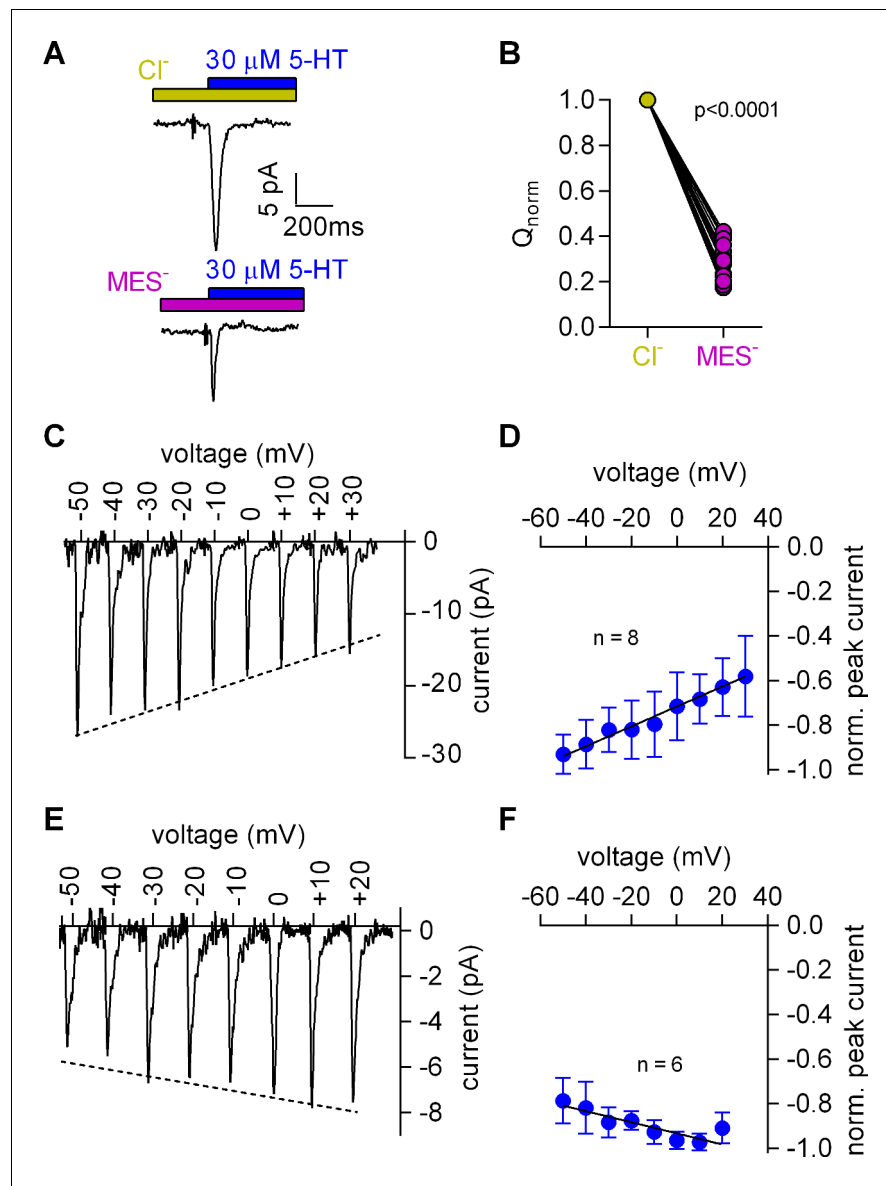 A
30 μM 5-HT
Cl⁻
5 pA
200ms
30 μM 5-HT
MES⁻
B
p<0.0001
1.0
0.8
0.6
0.4
0.2
0.0
Qnorm
Cl⁻ MES⁻
C
voltage (mV)
-50 -40 -30 -20 -10 0 +10 +20 +30
0
-10
-20
-30
current (pA)
D
voltage (mV)
-60 -40 -20 0 20 40
0.0
-0.2
-0.4
-0.6
-0.8
-1.0
norm. peak current
n = 8
E
voltage (mV)
-50 -40 -30 -20 -10 0 +10 +20
0
-2
-4
-6
-8
current (pA)
F
voltage (mV)
-60 -40 -20 0 20 40
0.0
-0.2
-0.4
-0.6
-0.8
-1.0
norm. peak current
n = 6